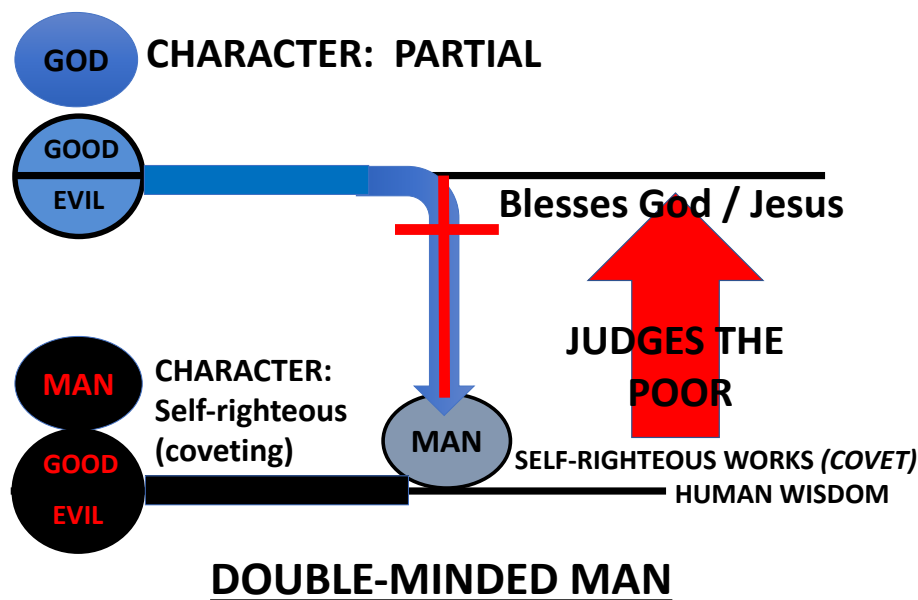 GOD
CHARACTER:  PARTIAL
GOOD
EVIL
Blesses God / Jesus
JUDGES THE
POOR
MAN
CHARACTER:
Self-righteous
(coveting)
MAN
GOOD
EVIL
SELF-RIGHTEOUS WORKS (COVET)
HUMAN WISDOM
DOUBLE-MINDED MAN